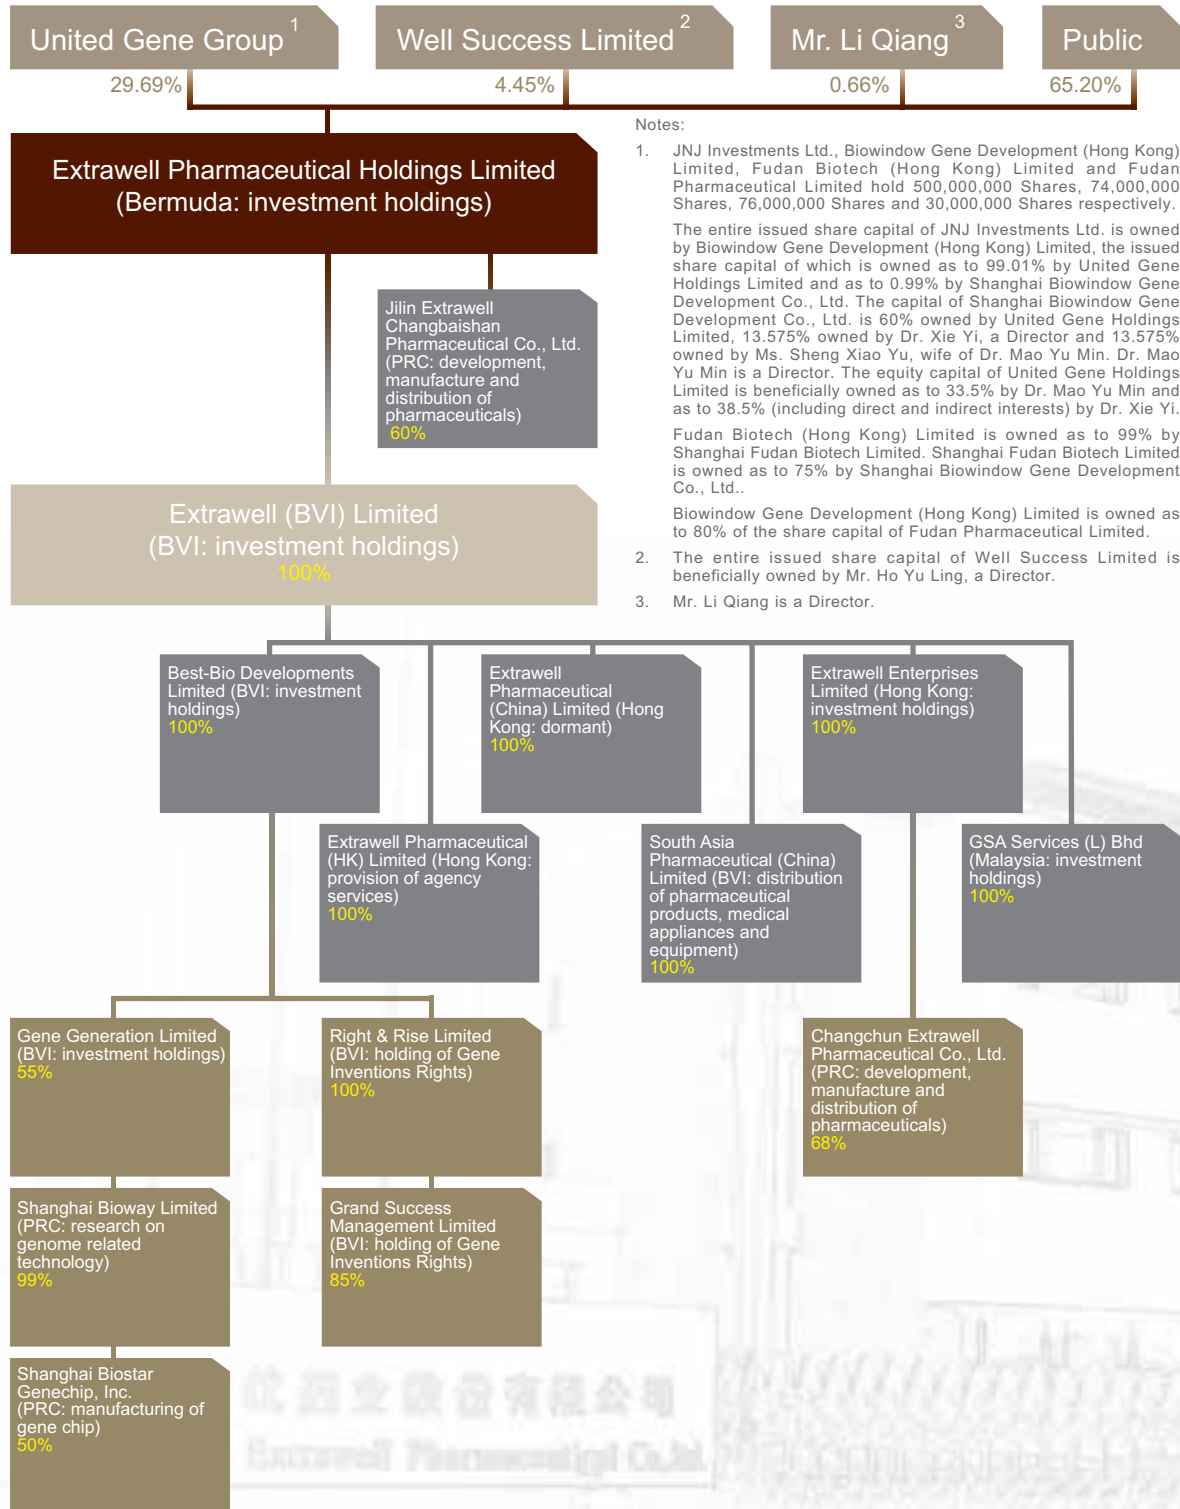 United Gene Group 1
Well Success Limited 2
Mr. Li Qiang 3
Public
29.69%
4.45%
0.66%
65.20%
Extrawell Pharmaceutical Holdings Limited
(Bermuda: investment holdings)
Jilin Extrawell
Changbaishan
Pharmaceutical Co., Ltd.
(PRC: development,
manufacture and
distribution of
pharmaceuticals)
60%
Extrawell (BVI) Limited
(BVI: investment holdings)
100%
Notes:
1. JNJ Investments Ltd., Biowindow Gene Development (Hong Kong)
Limited, Fudan Biotech (Hong Kong) Limited and Fudan
Pharmaceutical Limited hold 500,000,000 Shares, 74,000,000
Shares, 76,000,000 Shares and 30,000,000 Shares respectively.
The entire issued share capital of JNJ Investments Ltd. is owned
by Biowindow Gene Development (Hong Kong) Limited, the issued
share capital of which is owned as to 99.01% by United Gene
Holdings Limited and as to 0.99% by Shanghai Biowindow Gene
Development Co., Ltd. The capital of Shanghai Biowindow Gene
Development Co., Ltd. is 60% owned by United Gene Holdings
Limited, 13.575% owned by Dr. Xie Yi, a Director and 13.575%
owned by Ms. Sheng Xiao Yu, wife of Dr. Mao Yu Min. Dr. Mao
Yu Min is a Director. The equity capital of United Gene Holdings
Limited is beneficially owned as to 33.5% by Dr. Mao Yu Min and
as to 38.5% (including direct and indirect interests) by Dr. Xie Yi.
Fudan Biotech (Hong Kong) Limited is owned as to 99% by
Shanghai Fudan Biotech Limited. Shanghai Fudan Biotech Limited
is owned as to 75% by Shanghai Biowindow Gene Development
Co., Ltd..
Biowindow Gene Development (Hong Kong) Limited is owned as
to 80% of the share capital of Fudan Pharmaceutical Limited.
2. The entire issued share capital of Well Success Limited is
beneficially owned by Mr. Ho Yu Ling, a Director.
3. Mr. Li Qiang is a Director.
Best-Bio Developments
Limited (BVI: investment
holdings)
100%
Extrawell
Pharmaceutical
(China) Limited (Hong
Kong: dormant)
100%
Extrawell Enterprises
Limited (Hong Kong:
investment holdings)
100%
Extrawell Pharmaceutical
(HK) Limited (Hong Kong:
provision of agency
services)
100%
South Asia
Pharmaceutical (China)
Limited (BVI: distribution
of pharmaceutical
products, medical
appliances and
equipment)
100%
GSA Services (L) Bhd
(Malaysia: investment
holdings)
100%
Gene Generation Limited
(BVI: investment holdings)
55%
Right & Rise Limited
(BVI: holding of Gene
Inventions Rights)
100%
Changchun Extrawell
Pharmaceutical Co., Ltd.
(PRC: development,
manufacture and
distribution of
pharmaceuticals)
68%
Shanghai Bioway Limited
(PRC: research on
genome related
technology)
99%
Grand Success
Management Limited
(BVI: holding of Gene
Inventions Rights)
85%
Shanghai Biostar
Genechip, Inc.
(PRC: manufacturing of
gene chip)
50%
Extrawell Pharmaceutical Co.,ltd.